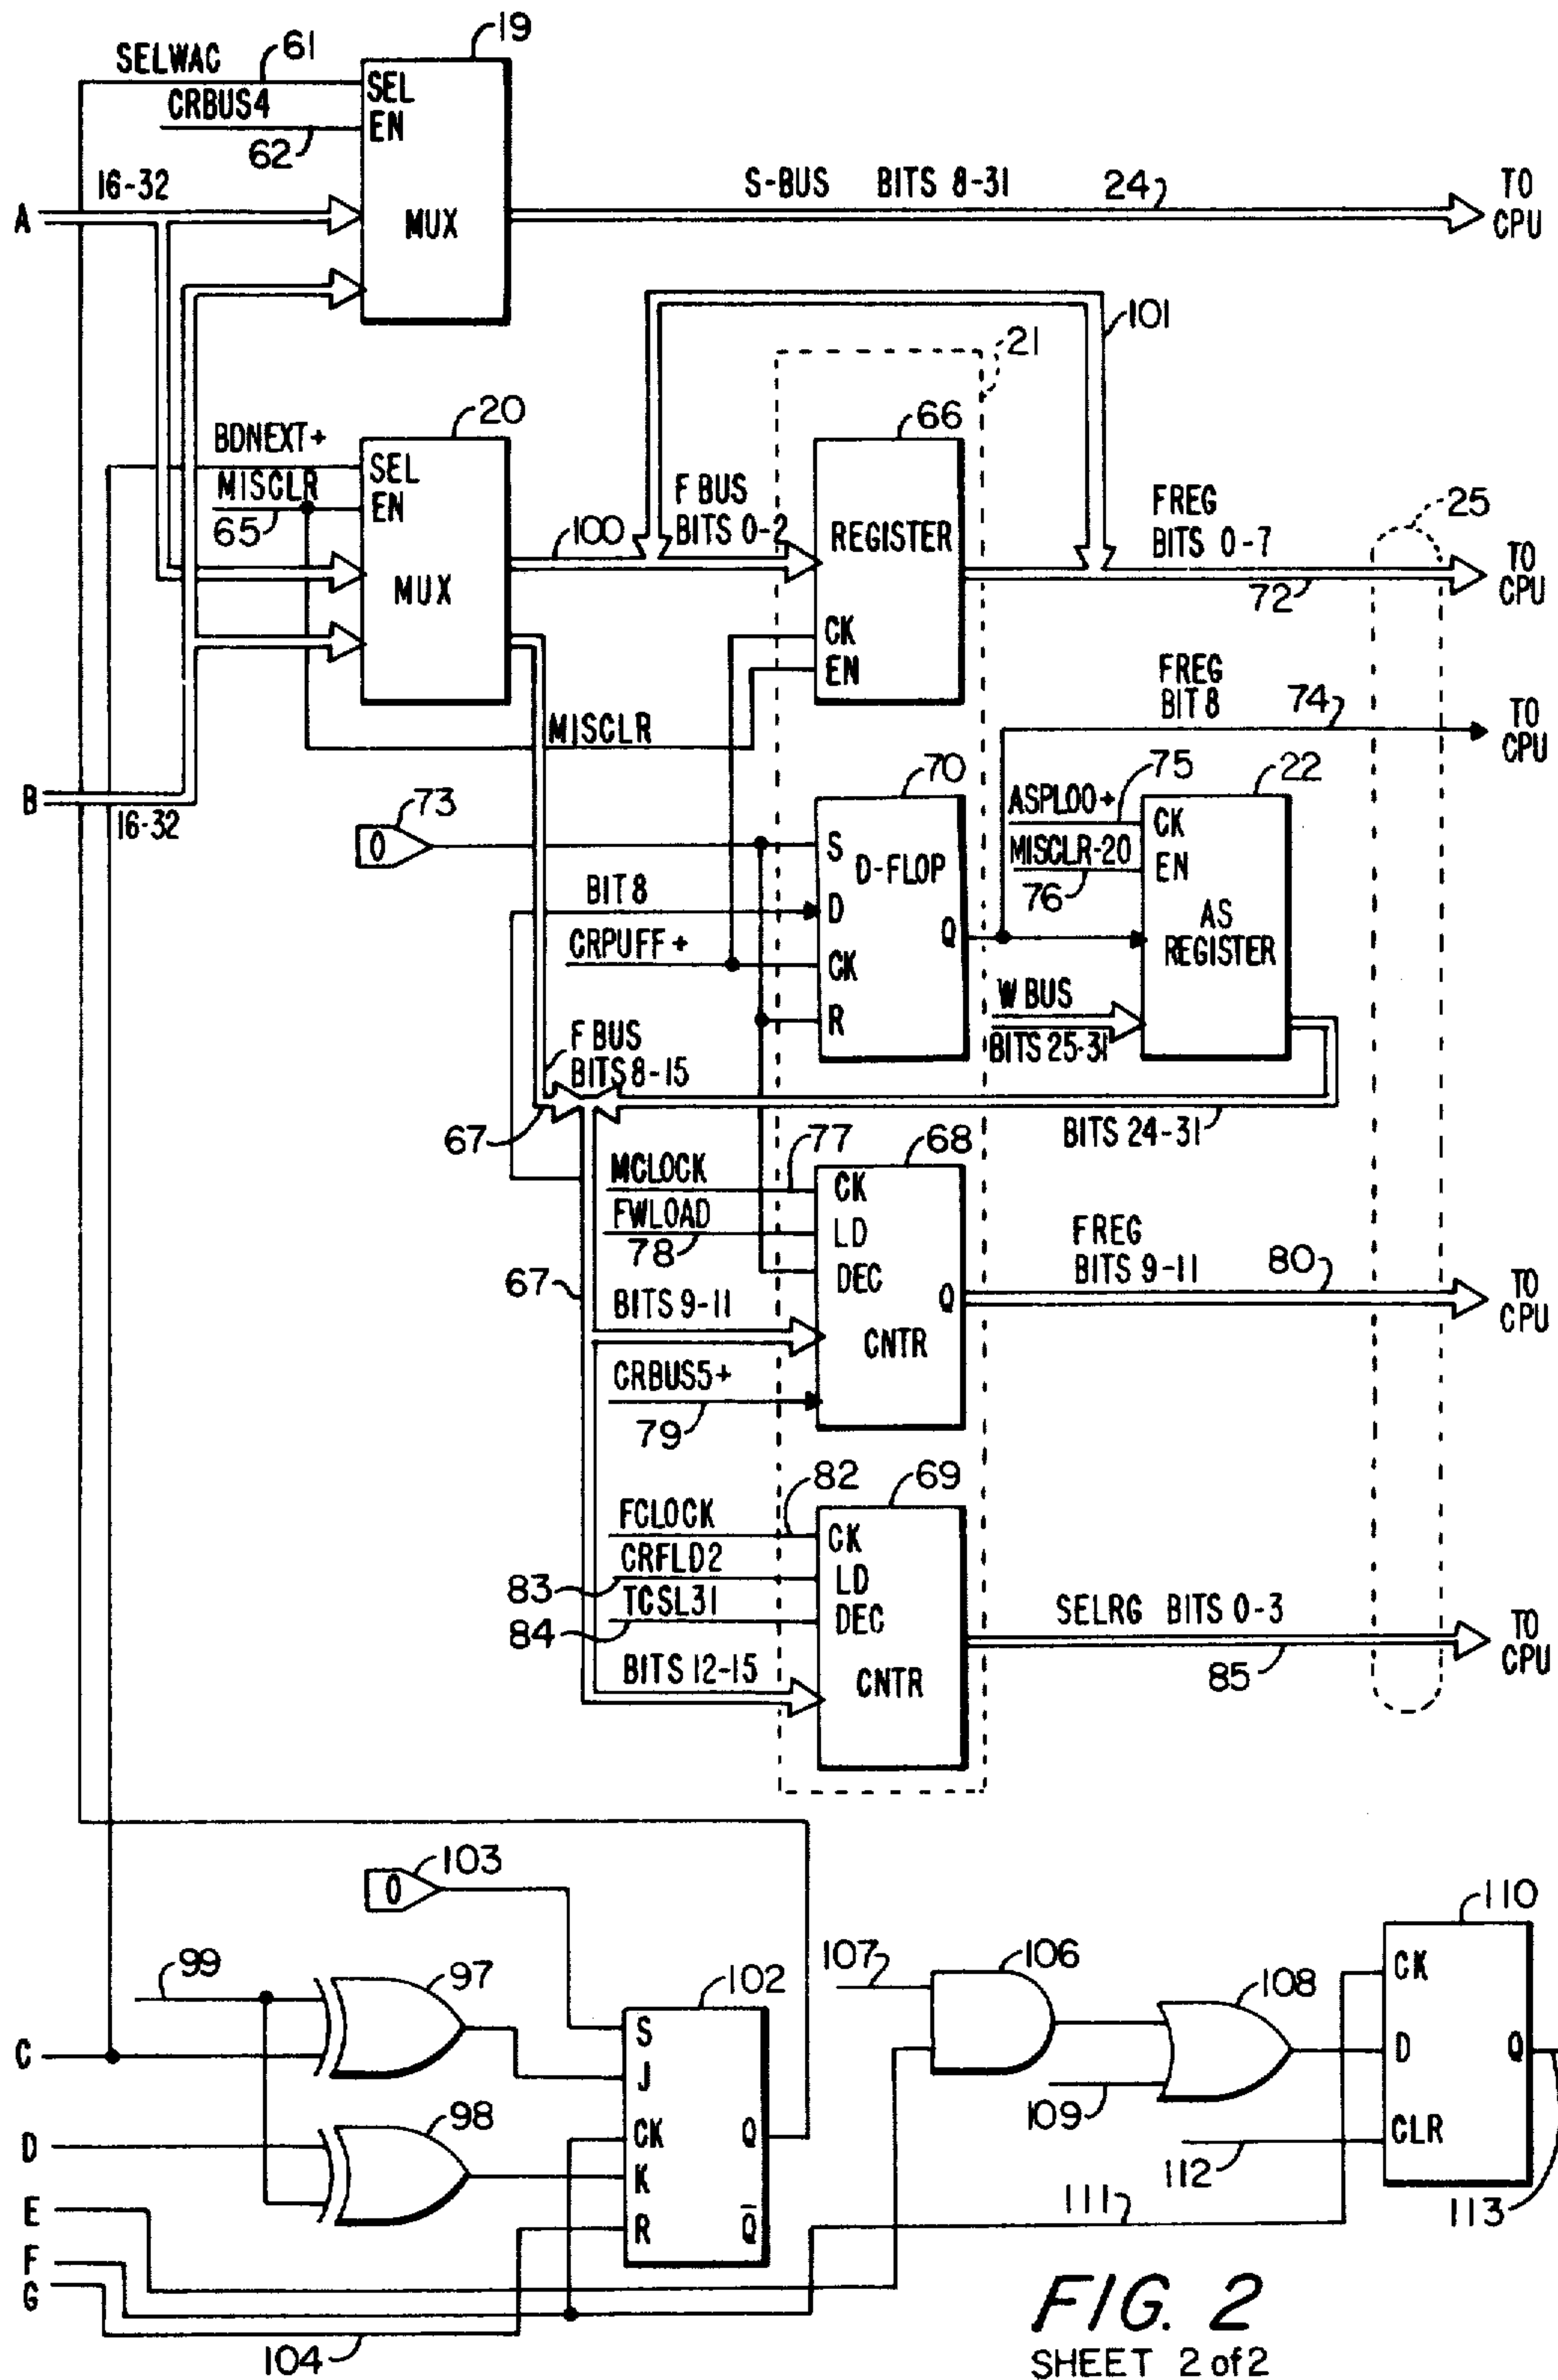 19
SELWAC
61
SEL
CRBUS4
EN
62
16-32
A
MUX
S-BUS BITS 8-31
24
TO
CPU
101
21
20
66
BDNEXT+
SEL
MISCLR
EN
65
100
F BUS
BITS 0-2
REGISTER
FREG
BITS 0-7
25
MUX
72
TO
CPU
CK
EN
FREG
BIT 8
74
TO
CPU
MISCLR
B
16-32
73
0
70
75
22
ASPL00+
CK
S
MISCLR-20
EN
D-FLOP
76
BIT 8
D
AS
REGISTER
Q
CRPUFF+
CK
W BUS
R
BITS 25-31
F BUS
BITS 8-15
67
BITS 24-31
77
68
MCLOCK
CK
FWLOAD
LD
78
DEC
FREG
BITS 9-11
80
67
BITS 9-11
Q
TO
CPU
CNTR
CRBUS5+
79
82
69
FCLOCK
CK
CRFLD2
LD
83
TCSL31
DEC
84
SELRG BITS 0-3
TO
CPU
85
BITS 12-15
CNTR
103
0
110
99
97
102
107
106
108
CK
S
C
J
D
Q
109
98
CK
Q
CLR
D
K
112
E
R
Q̅
111
113
F
G
104
FIG. 2
SHEET 2 of 2